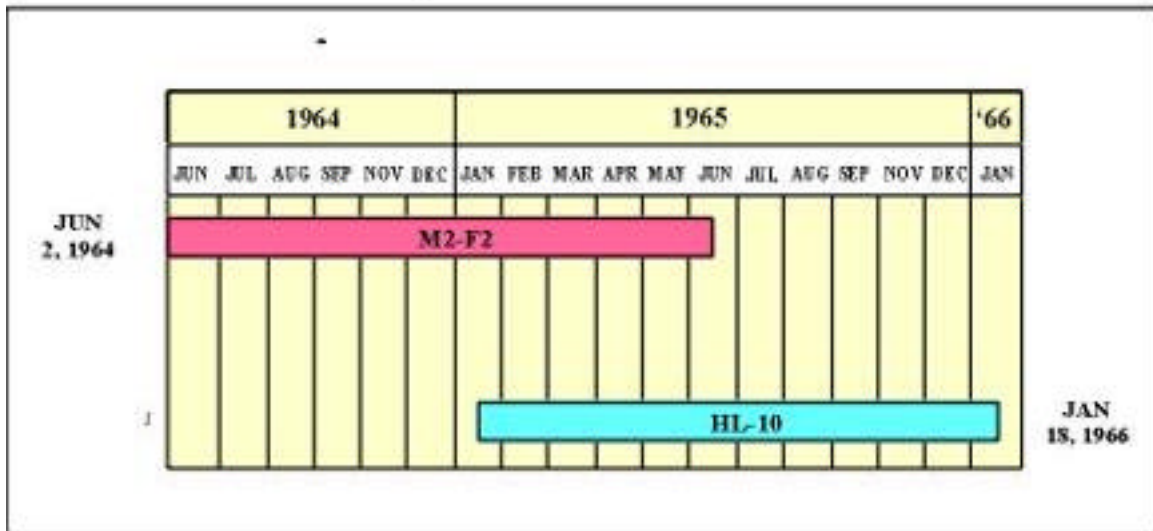 1964 1965 ‘66
JUN JUL AUG SEP NOV DEC JAN FEB MAR APR MAY JUN JUL AUG SEP NOV DEC JAN
JUN
2, 1964
M2-F2
J
HL-10
JAN
18, 1966